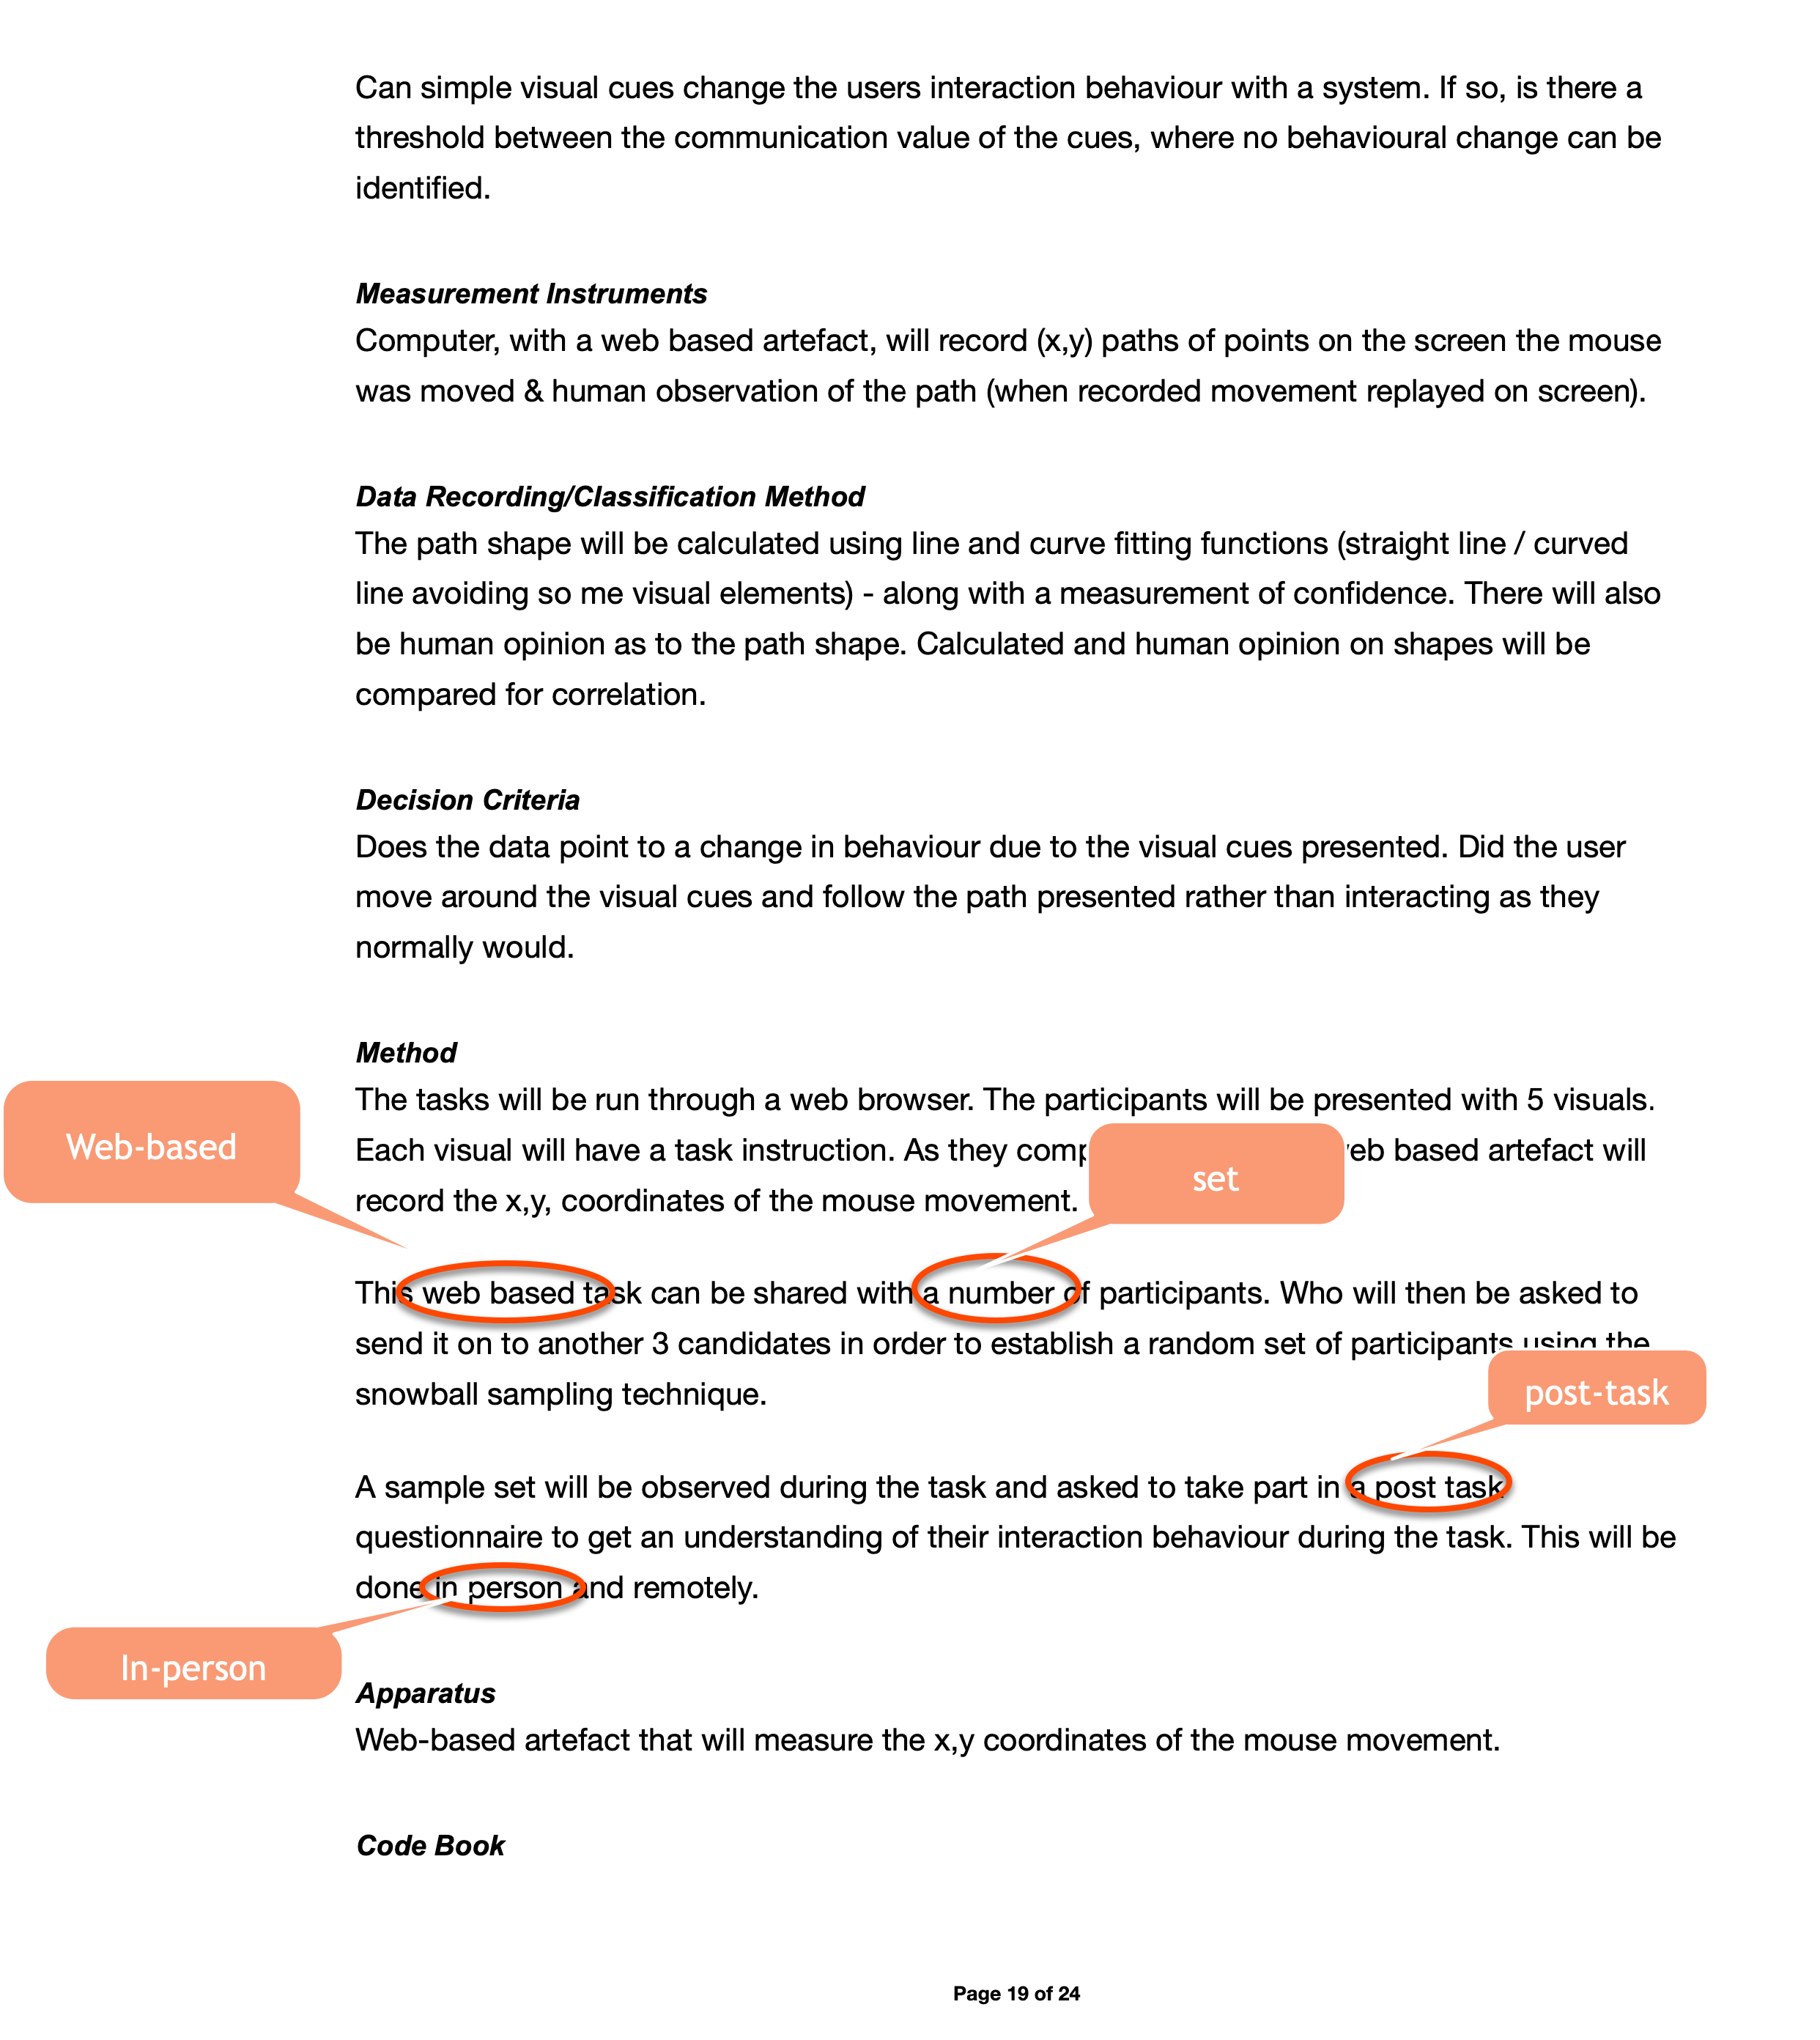 Can simple visual cues change the users interaction behaviour with a system. If so, is there a
threshold between the communication value of the cues, where no behavioural change can be
identified.
Measurement Instruments
Computer, with a web based artefact, will record (x,y) paths of points on the screen the mouse
was moved & human observation of the path (when recorded movement replayed on screen).
Data Recording/Classification Method
The path shape will be calculated using line and curve fitting functions (straight line / curved
line avoiding so me visual elements) - along with a measurement of confidence. There will also
be human opinion as to the path shape. Calculated and human opinion on shapes will be
compared for correlation.
Decision Criteria
Does the data point to a change in behaviour due to the visual cues presented. Did the user
move around the visual cues and follow the path presented rather than interacting as they
normally would.
Method
The tasks will be run through a web browser. The participants will be presented with 5 visuals.
Web-based
Each visual will have a task instruction. As they based artefact will
set
record the x,y, coordinates of the mouse movement.
This web based task can be shared with a number of participants. Who will then be asked to
send it on to another 3 candidates in order to establish a random set of participants using the
snowball sampling technique.
post-task
A sample set will be observed during the task and asked to take part in a post task
questionnaire to get an understanding of their interaction behaviour during the task. This will be
done in person and remotely.
In-person
Apparatus
Web-based artefact that will measure the x,y coordinates of the mouse movement.
Code Book
Page 19 of 24